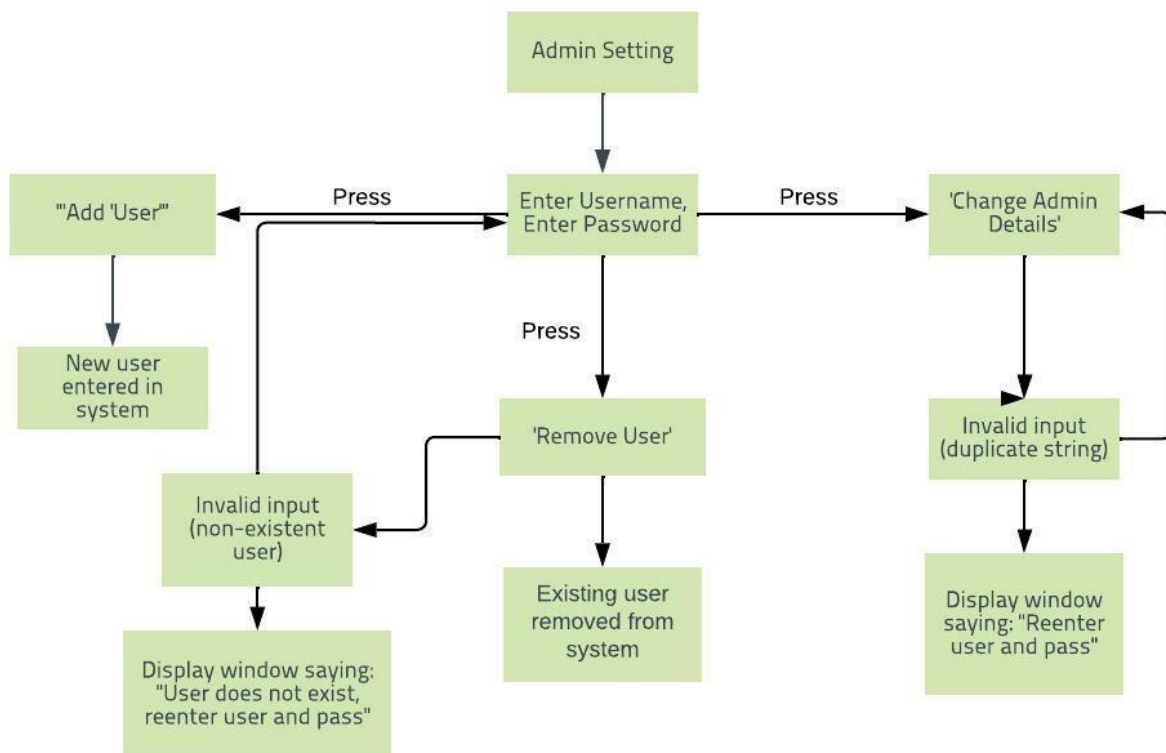 Admin Setting
Press
Press
"'Add 'User'"
Enter Username,
Enter Password
'Change Admin
Details'
Press
New user
entered in
system
'Remove User'
Invalid input
(duplicate string)
Invalid input
(non-existent
user)
Existing user
removed from
system
Display window
saying: "Reenter
user and pass"
Display window saying:
"User does not exist,
reenter user and pass"